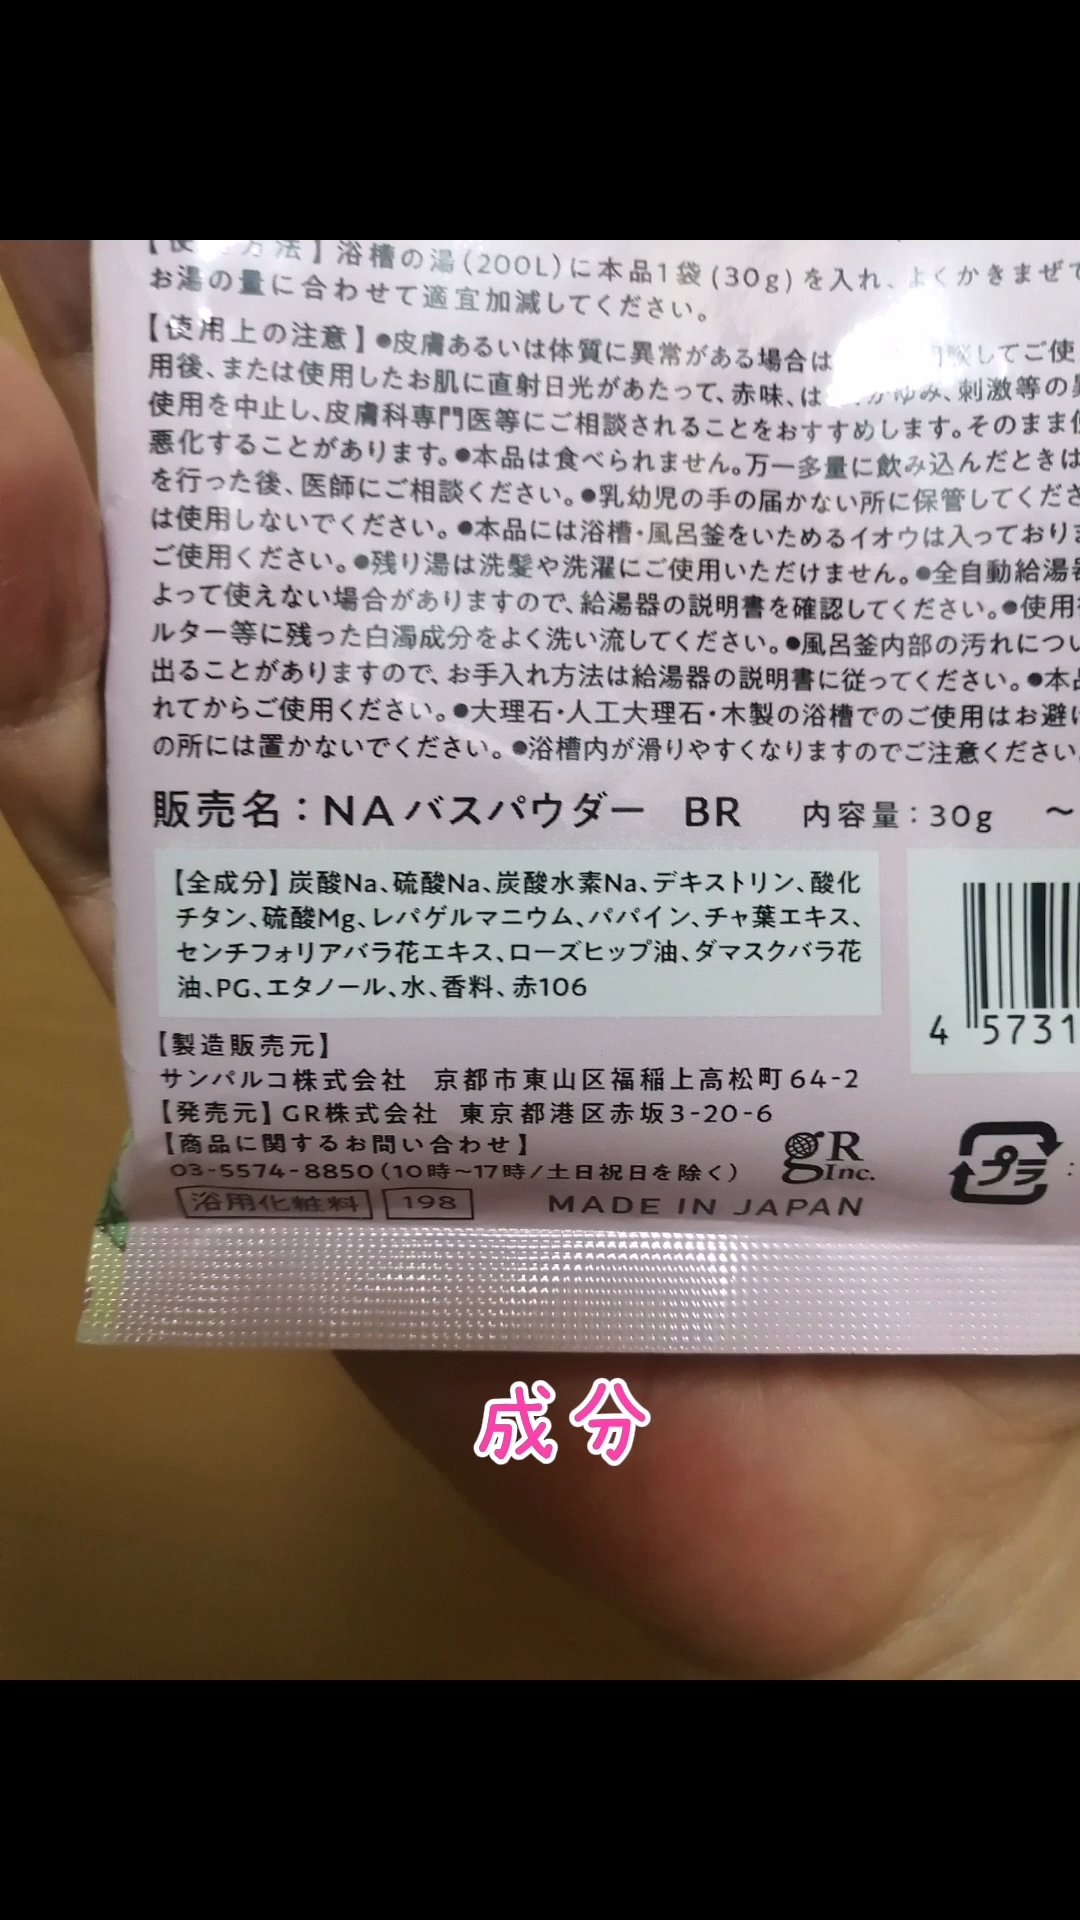 方法】浴槽の湯(200L)に本品1袋(30g)を入れ、よくかきまぜて
お湯の量に合わせて適宜加減してください。
【使用上の注意】●皮膚あるいは体質に異常がある場合は してご使
用後、または使用したお肌に直射日光があたって、赤味、は かゆみ、刺激等の
使用を中止し、皮膚科専門医等にご相談されることをおすすめします。そのまま
悪化することがあります。●本品は食べられません。万一多量に飲み込んだときは
を行った後、医師にご相談ください。●乳幼児の手の届かない所に保管してくださ
は使用しないでください。●本品には浴槽・風呂釜をいためるイオウは入っておりま
ご使用ください。●残り湯は洗髪や洗濯にご使用いただけません。●全自動給湯器
よって使えない場合がありますので、給湯器の説明書を確認してください。●使用
ルター等に残った白濁成分をよく洗い流してください。●風呂釜内部の汚れについ
出ることがありますので、お手入れ方法は給湯器の説明書に従ってください。●本品
れてからご使用ください。●大理石・人工大理石・木製の浴槽でのご使用はお避け
の所には置かないでください。●浴槽内が滑りやすくなりますのでご注意ください。
販売名：NAバスパウダー BR 内容量：30g 〜
【全成分】炭酸Na、硫酸Na、炭酸水素Na、デキストリン、酸化
チタン、硫酸Mg、レパゲルマニウム、パパイン、チャ葉エキス、
センチフォリアバラ花エキス、ローズヒップ油、ダマスクバラ花
油、PG、エタノール、水、香料、赤106
4 5731
【製造販売元】
サンパルコ株式会社 京都市東山区福稲上高松町64-2
【発売元】GR株式会社 東京都港区赤坂3-20-6
【商品に関するお問い合わせ】
03-5574-8850(10時〜17時/土日祝日を除く)
gR Inc.
プラ
浴用化粧料 198 MADE IN JAPAN
成分